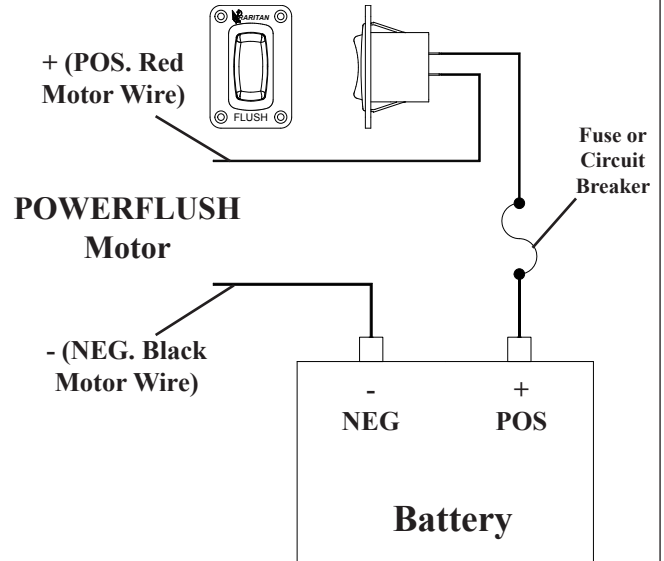 RARITAN
FLUSH
+ (POS. Red
Motor Wire)
Fuse or
Circuit
Breaker
POWERFLUSH
Motor
- (NEG. Black
Motor Wire)
-
NEG
+
POS
Battery